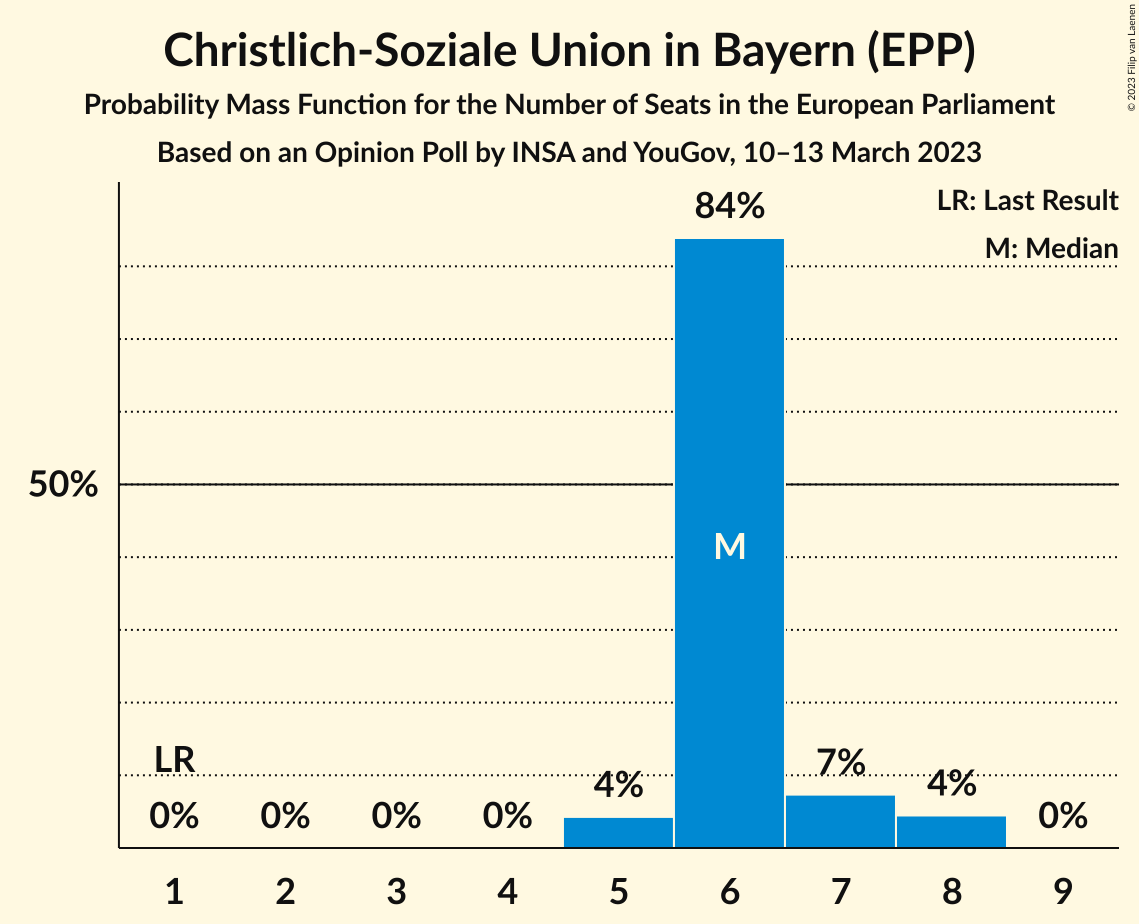 Christlich-Soziale Union in Bayern (EPP)
Probability Mass Function for the Number of Seats in the European Parliament
Based on an Opinion Poll by INSA and YouGov, 10–13 March 2023
© 2023 Filip van Laenen
LR: Last Result
M: Median
84%
50%
M
LR
0%
0%
0%
0%
4%
7%
4%
0%
1
2
3
4
5
6
7
8
9